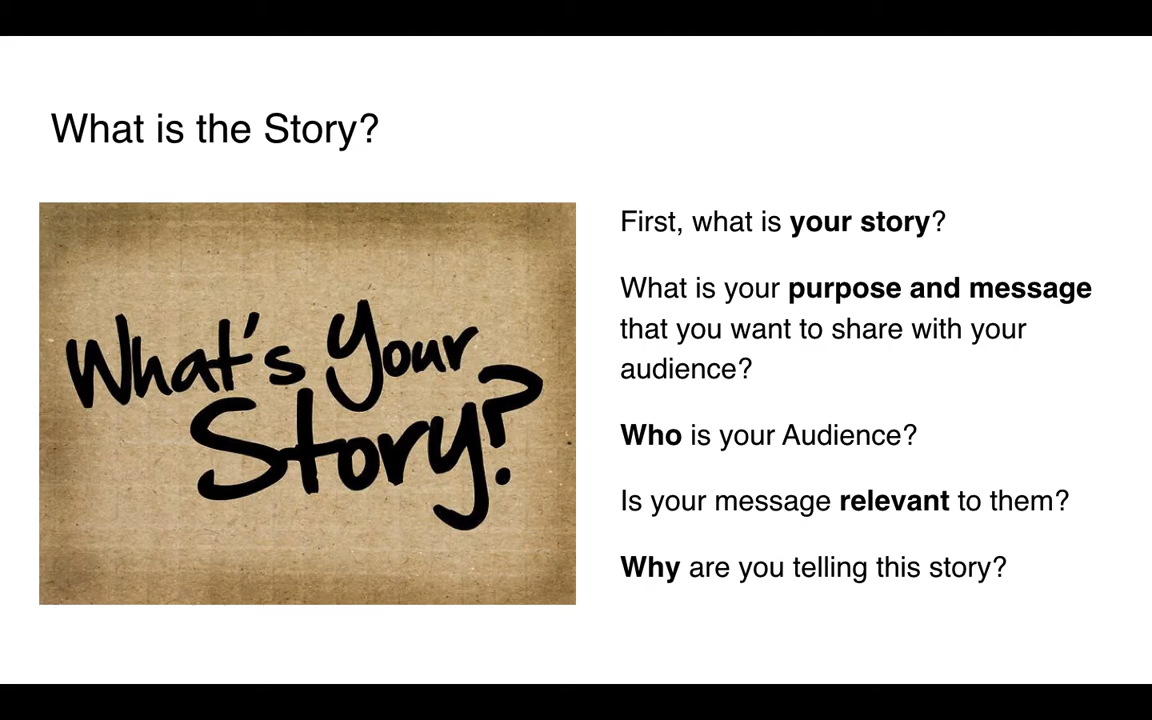 What is the Story?
What's Your
Story?
First, what is your story?
What is your purpose and message
that you want to share with your
audience?
Who is your Audience?
Is your message relevant to them?
Why are you telling this story?